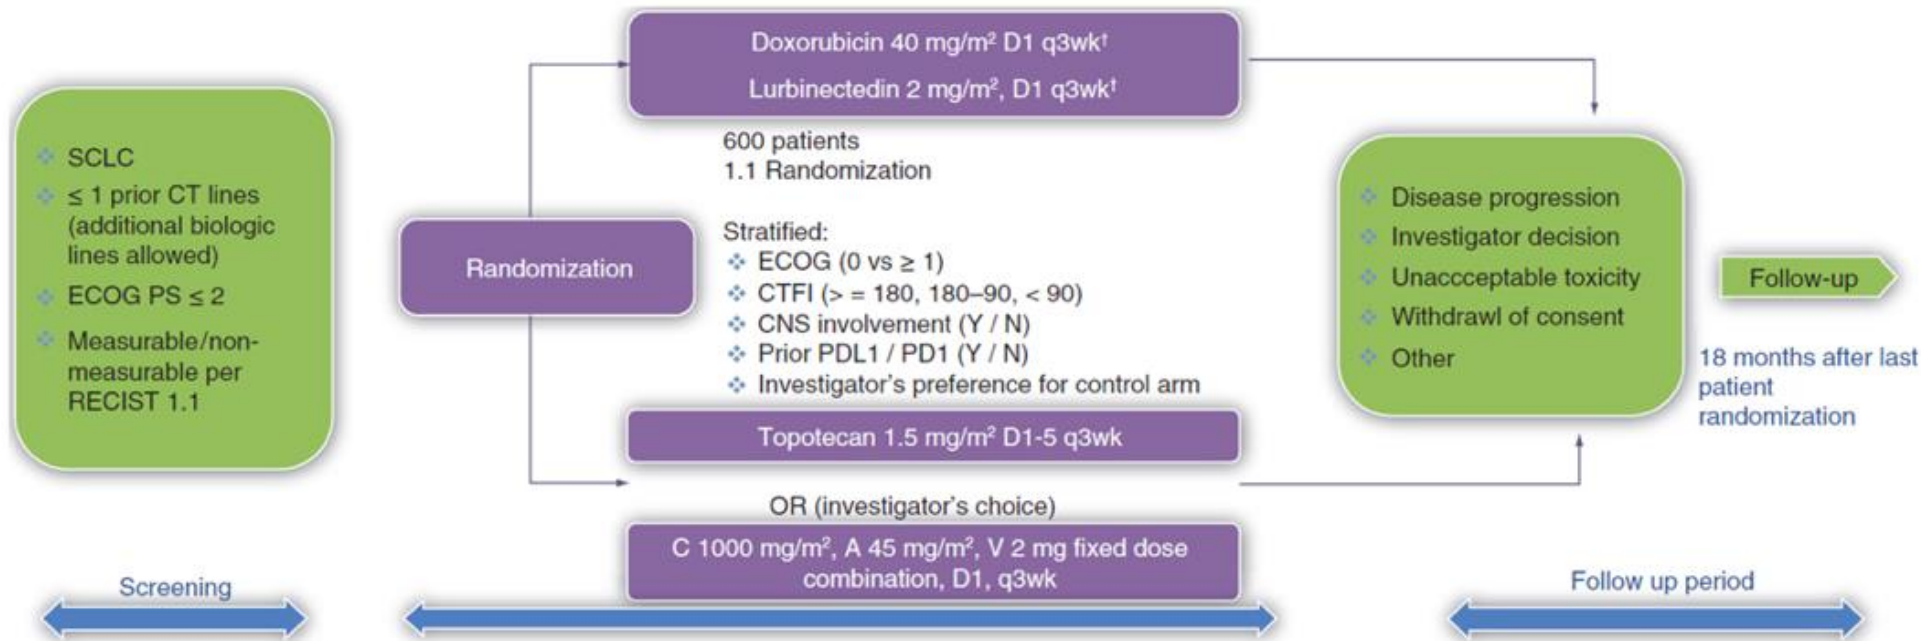 SCLC
≤ 1 prior CT lines
(additional biologic
lines allowed)
ECOG PS ≤ 2
Measurable/non-
measurable per
RECIST 1.1
Screening
Randomization
Doxorubicin 40 mg/m² D1 q3wk†
Lurbinectedin 2 mg/m², D1 q3wk†
600 patients
1.1 Randomization
Stratified:
ECOG (0 vs ≥ 1)
CTFI (> = 180, 180–90, < 90)
CNS involvement (Y / N)
Prior PDL1 / PD1 (Y / N)
Investigator's preference for control arm
Topotecan 1.5 mg/m² D1-5 q3wk
OR (investigator's choice)
C 1000 mg/m², A 45 mg/m², V 2 mg fixed dose
combination, D1, q3wk
Disease progression
Investigator decision
Unaccceptable toxicity
Withdrawl of consent
Other
Follow-up
18 months after last
patient
randomization
Follow up period